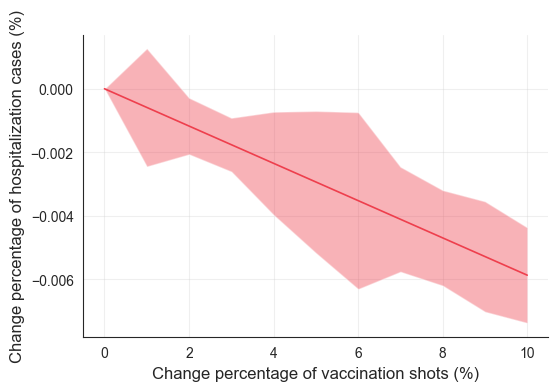 Change percentage of hospitalization cases (%)
0.000
−0.002
−0.004
−0.006
0 2 4 6 8 10
Change percentage of vaccination shots (%)